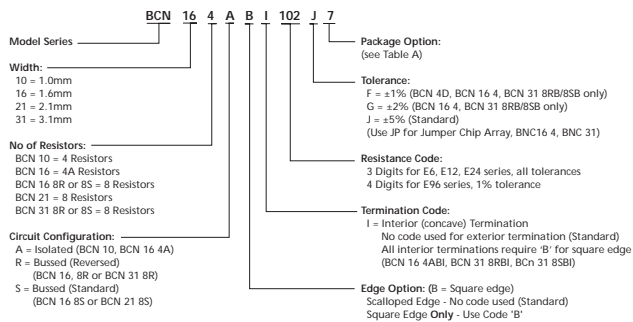 BCN 16 4 A B I 102 J 7
Model Series
Width:
10 = 1.0mm
16 = 1.6mm
21 = 2.1mm
31 = 3.1mm
No of Resistors:
BCN 10 = 4 Resistors
BCN 16 = 4A Resistors
BCN 16 8R or 8S = 8 Resistors
BCN 21 = 8 Resistors
BCN 31 8R or 8S = 8 Resistors
Circuit Configuration:
A = Isolated (BCN 10, BCN 16 4A)
R = Bussed (Reversed)
(BCN 16, 8R or BCN 31 8R)
S = Bussed (Standard)
(BCN 16 8S or BCN 21 8S)
Package Option:
(see Table A)
Tolerance:
F = ±1% (BCN 4D, BCN 16 4, BCN 31 8RB/8SB only)
G = ±2% (BCN 16 4, BCN 31 8RB/8SB only)
J = ±5% (Standard)
(Use JP for Jumper Chip Array, BNC16 4, BNC 31)
Resistance Code:
3 Digits for E6, E12, E24 series, all tolerances
4 Digits for E96 series, 1% tolerance
Termination Code:
I = Interior (concave) Termination
No code used for exterior termination (Standard)
All interior terminations require 'B' for square edge
(BCN 16 4ABI, BCN 31 8RBI, BCn 31 8SBI)
Edge Option: (B = Square edge)
Scalloped Edge - No code used (Standard)
Square Edge Only - Use Code 'B'